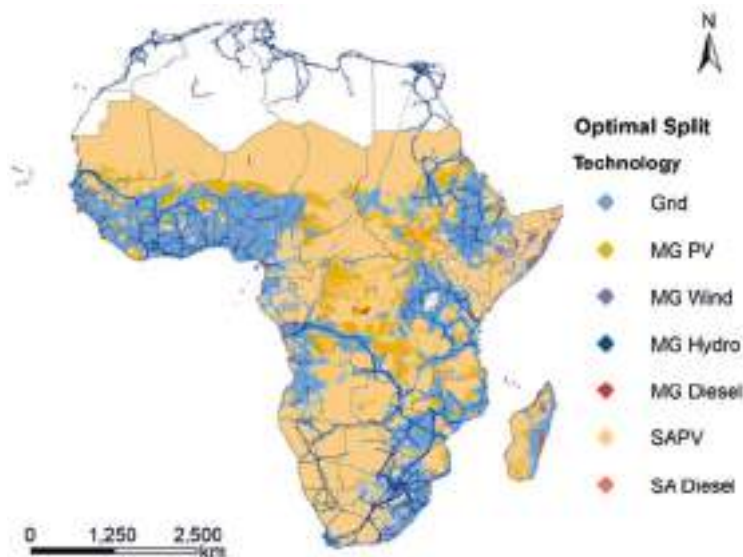 N
Optimal Split
Technology
Grid
MG PV
MG Wind
MG Hydro
MG Diesel
SAPV
SA Diesel
0 1,250 2,500
km